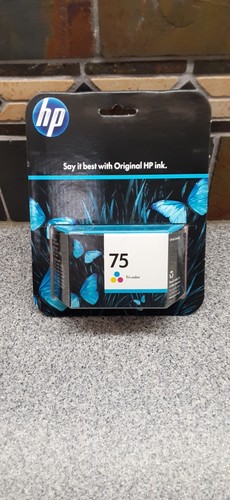 hp
Say it best with Original HP ink.
75
Tri-color